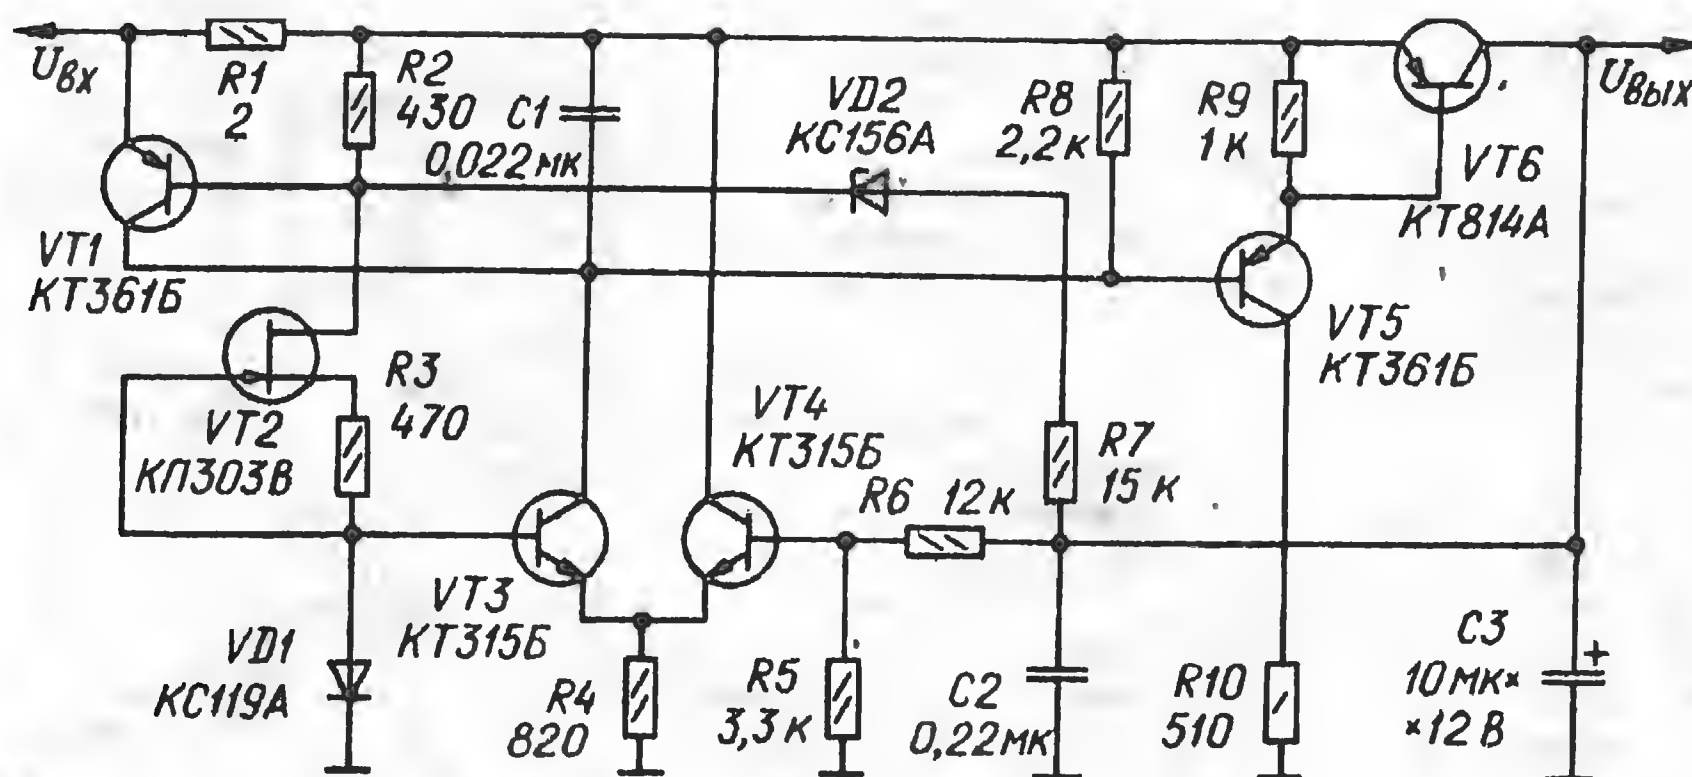 Uвх
R1
2
R2
430
C1
0,022мк
VD2
КС156А
R8
2,2к
R9
1к
Uвых
VT6
КТ814А
VT1
КТ361Б
VT5
КТ361Б
R3
470
VT2
КП303В
VT4
КТ315Б
R7
15к
R6 12к
VT3
КТ315Б
VD1
КС119А
R4
820
R5
3,3к
C2
0,22мк
R10
510
C3
+
10мк×
×12В